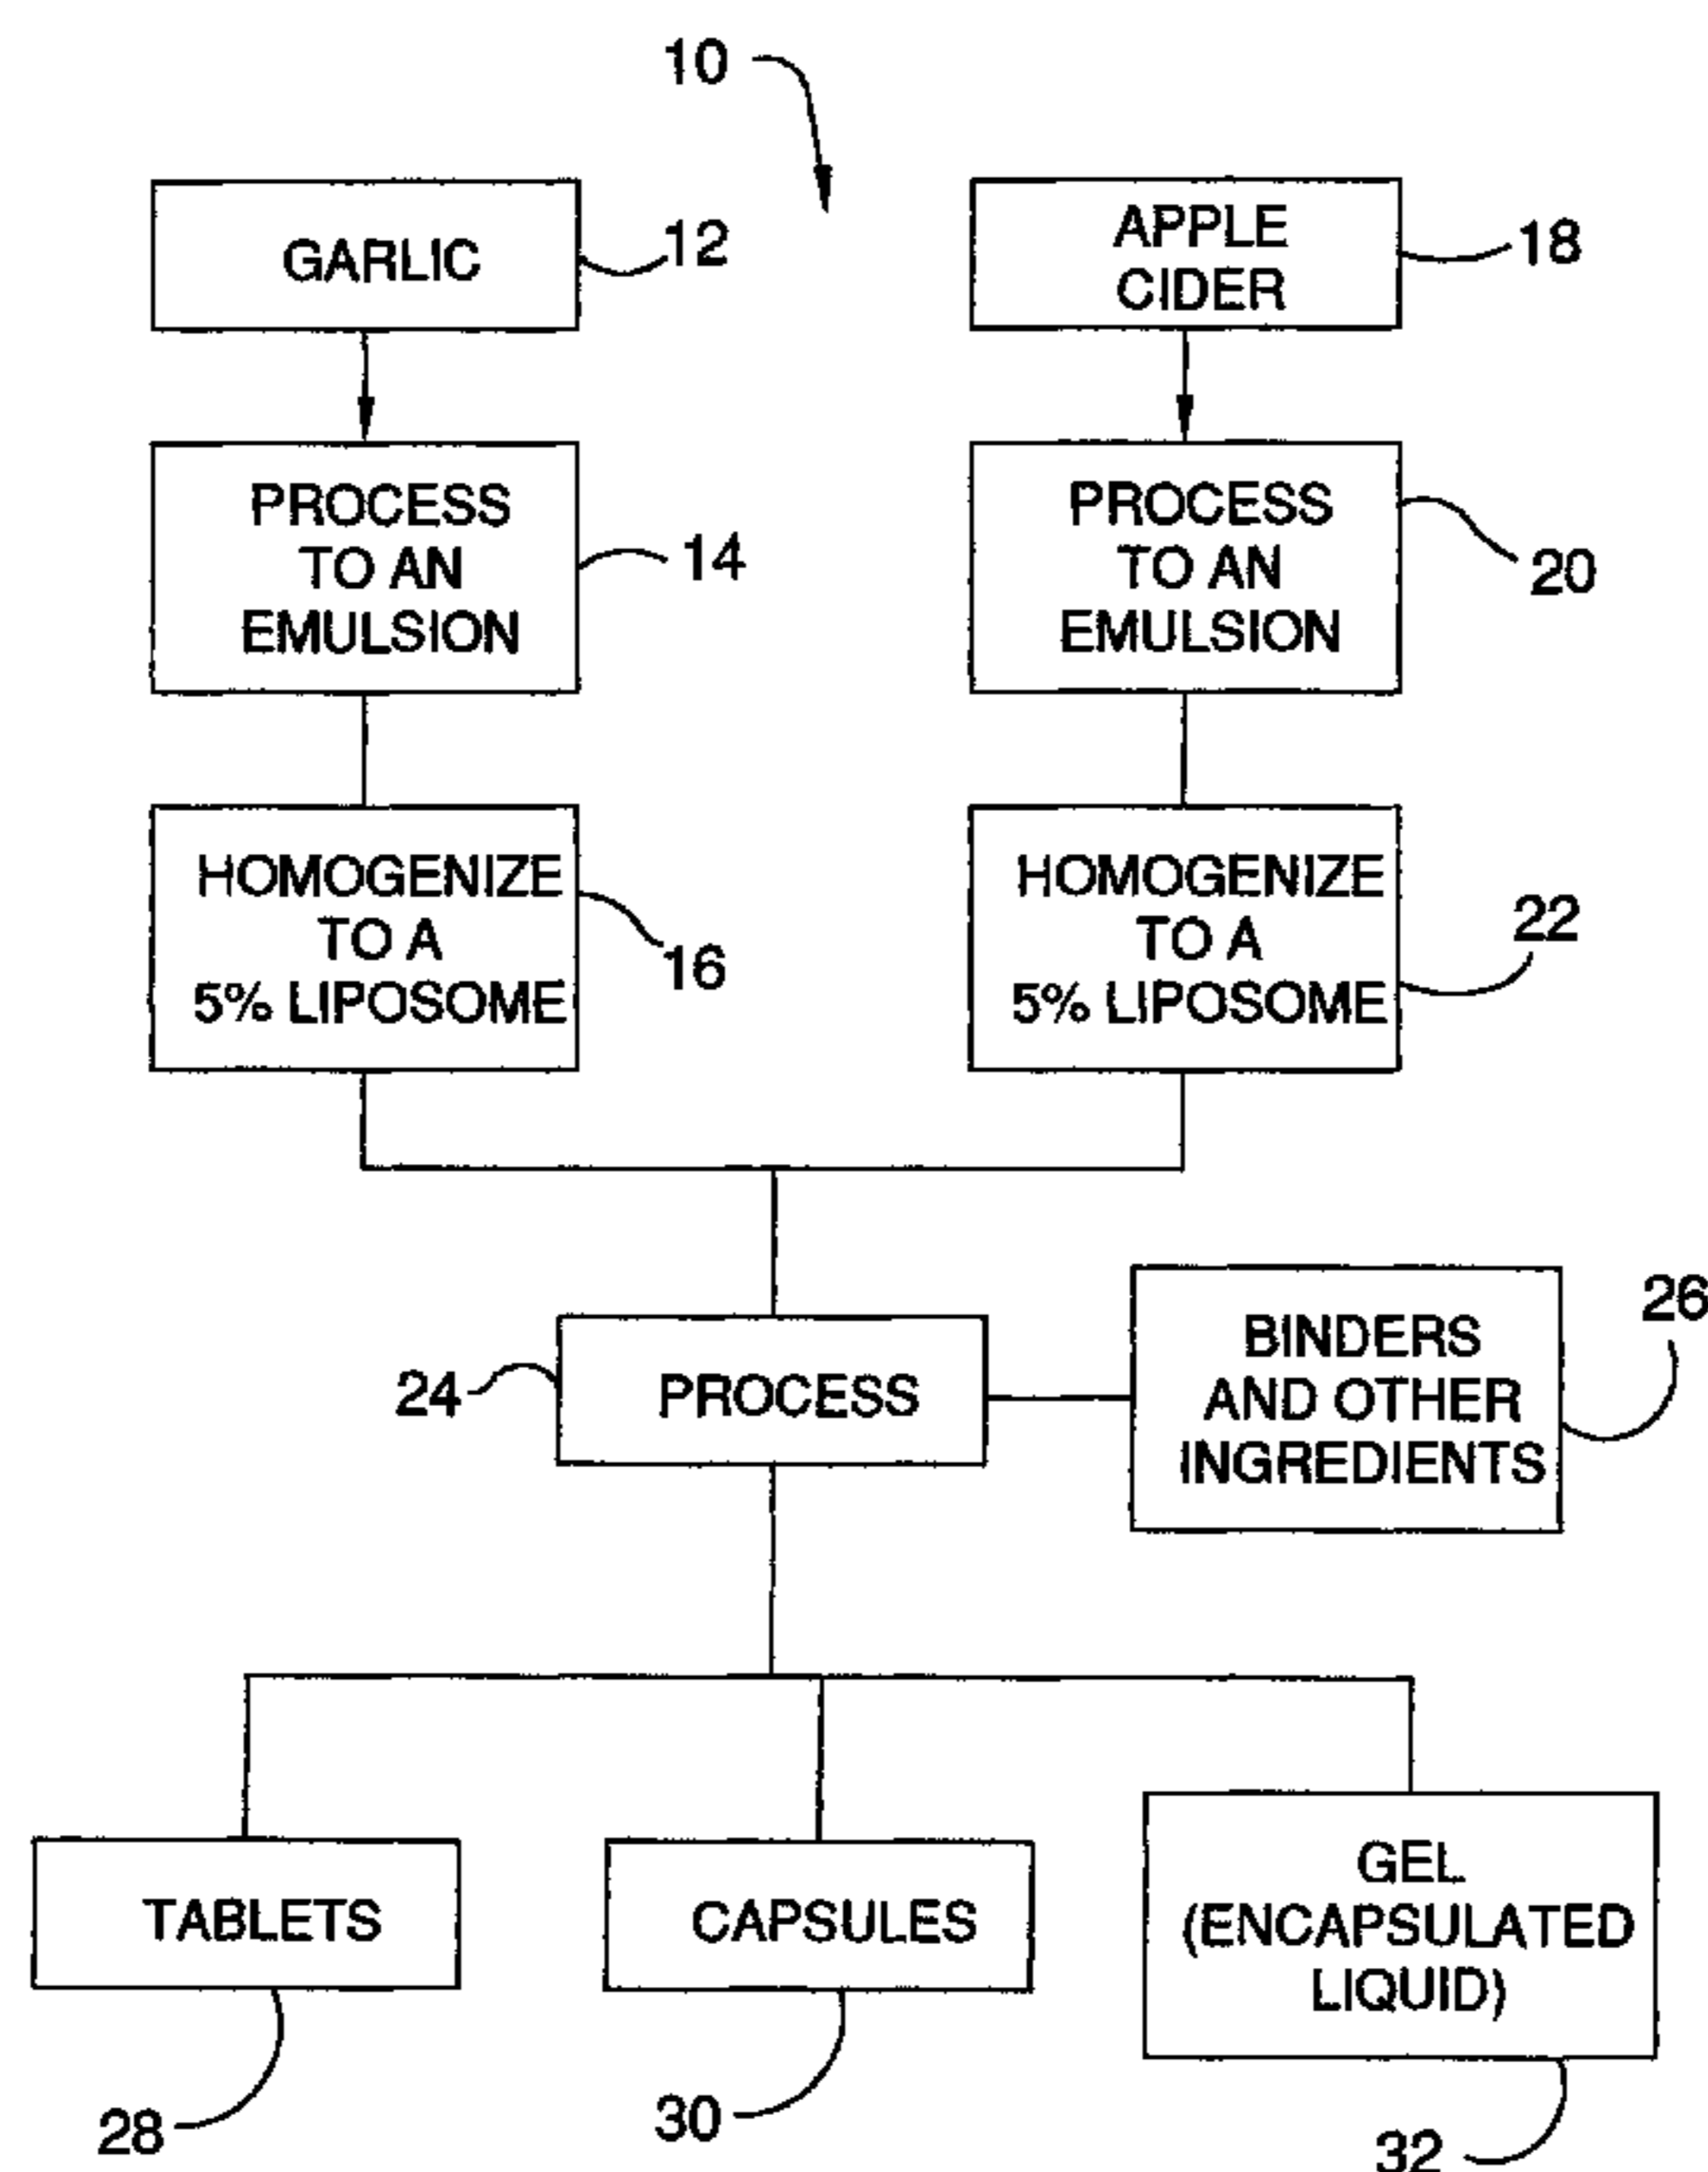 10
GARLIC
12
APPLE
CIDER
18
PROCESS
TO AN
EMULSION
14
PROCESS
TO AN
EMULSION
20
HOMOGENIZE
TO A
5% LIPOSOME
16
HOMOGENIZE
TO A
5% LIPOSOME
22
24
PROCESS
BINDERS
AND OTHER
INGREDIENTS
26
TABLETS
28
CAPSULES
30
GEL
(ENCAPSULATED
LIQUID)
32